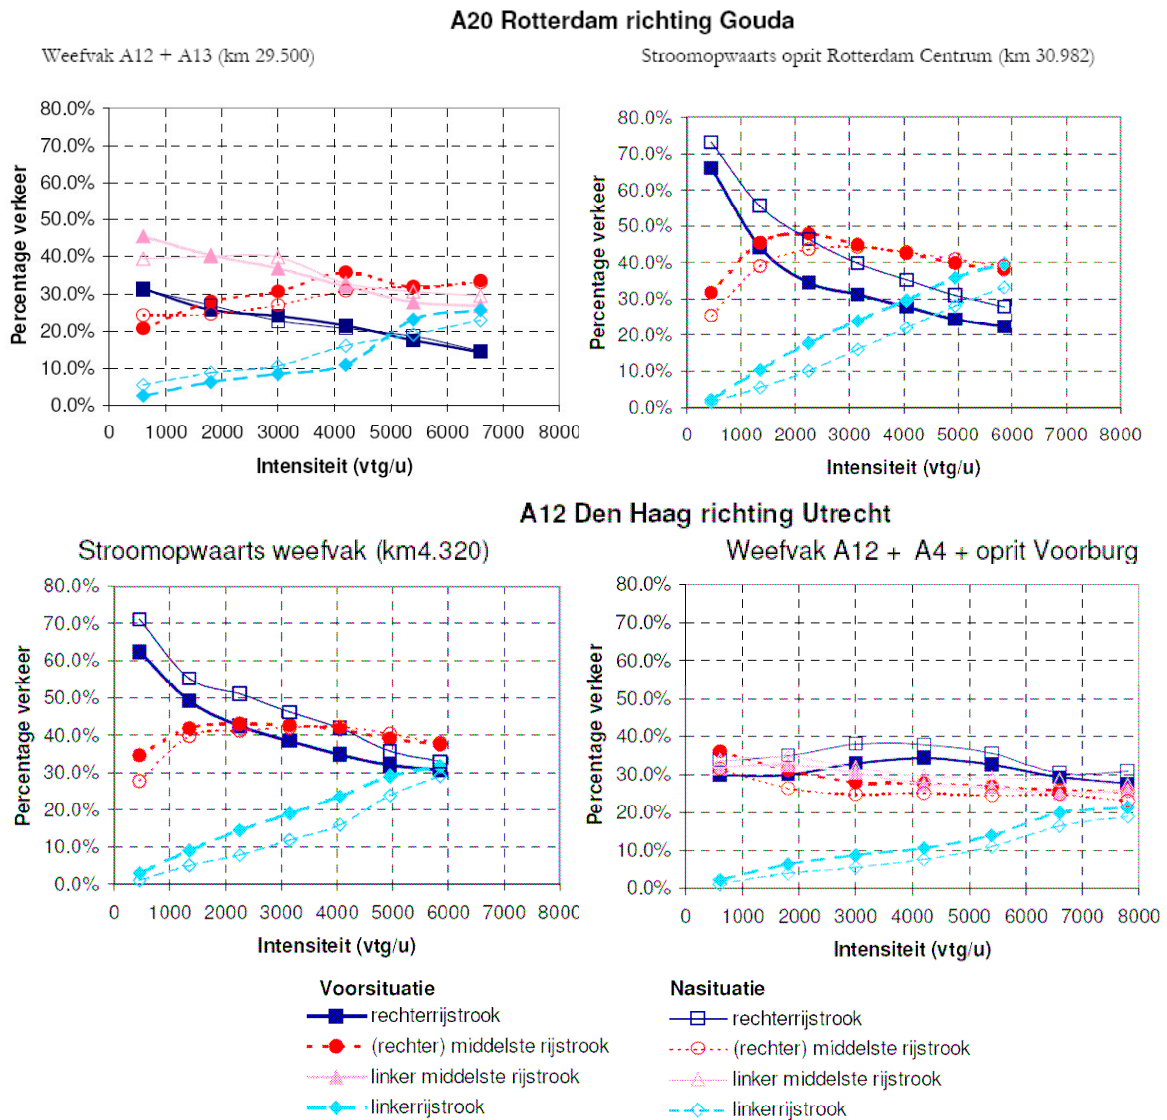 A20 Rotterdam richting Gouda
Weefvak A12 + A13 (km 29.500)
Stroomopwaarts oprit Rotterdam Centrum (km 30.982)
Percentage verkeer
80.0%
70.0%
60.0%
50.0%
40.0%
30.0%
20.0%
10.0%
0.0%
0 1000 2000 3000 4000 5000 6000 7000 8000
Intensiteit (vtg/u)
Percentage verkeer
80.0%
70.0%
60.0%
50.0%
40.0%
30.0%
20.0%
10.0%
0.0%
0 1000 2000 3000 4000 5000 6000 7000 8000
Intensiteit (vtg/u)
A12 Den Haag richting Utrecht
Stroomopwaarts weefvak (km4.320)
Weefvak A12 + A4 + oprit Voorburg
Percentage verkeer
80.0%
70.0%
60.0%
50.0%
40.0%
30.0%
20.0%
10.0%
0.0%
0 1000 2000 3000 4000 5000 6000 7000 8000
Intensiteit (vtg/u)
Percentage verkeer
80.0%
70.0%
60.0%
50.0%
40.0%
30.0%
20.0%
10.0%
0.0%
0 1000 2000 3000 4000 5000 6000 7000 8000
Intensiteit (vtg/u)
Voorsituatie
rechterrijstrook
(rechter) middelste rijstrook
linker middelste rijstrook
linkerrijstrook
Nasituatie
rechterrijstrook
(rechter) middelste rijstrook
linker middelste rijstrook
linkerrijstrook